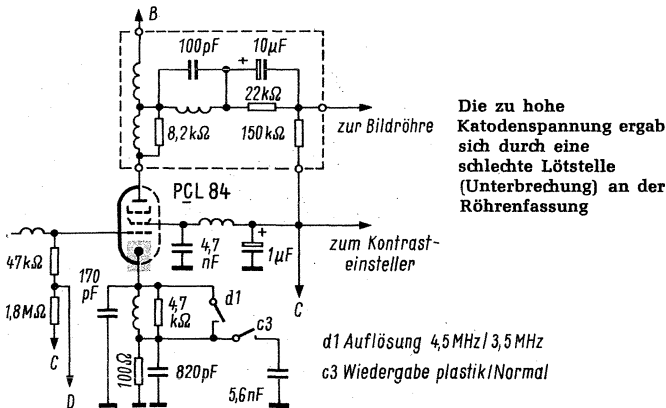 B
100pF
10µF
+
22kΩ
8,2kΩ
150kΩ
zur Bildröhre
Die zu hohe
Katodenspannung ergab
sich durch eine
schlechte Lötstelle
(Unterbrechung) an der
Röhrenfassung
PCL 84
+
47kΩ
4,7
nF
1µF
zum Kontrast-
einsteller
170
pF
4,7
kΩ
d1
1,8MΩ
c3
C
C
D
100Ω
820pF
5,6nF
d1 Auflösung 4,5MHz/3,5MHz
c3 Wiedergabe plastik/Normal